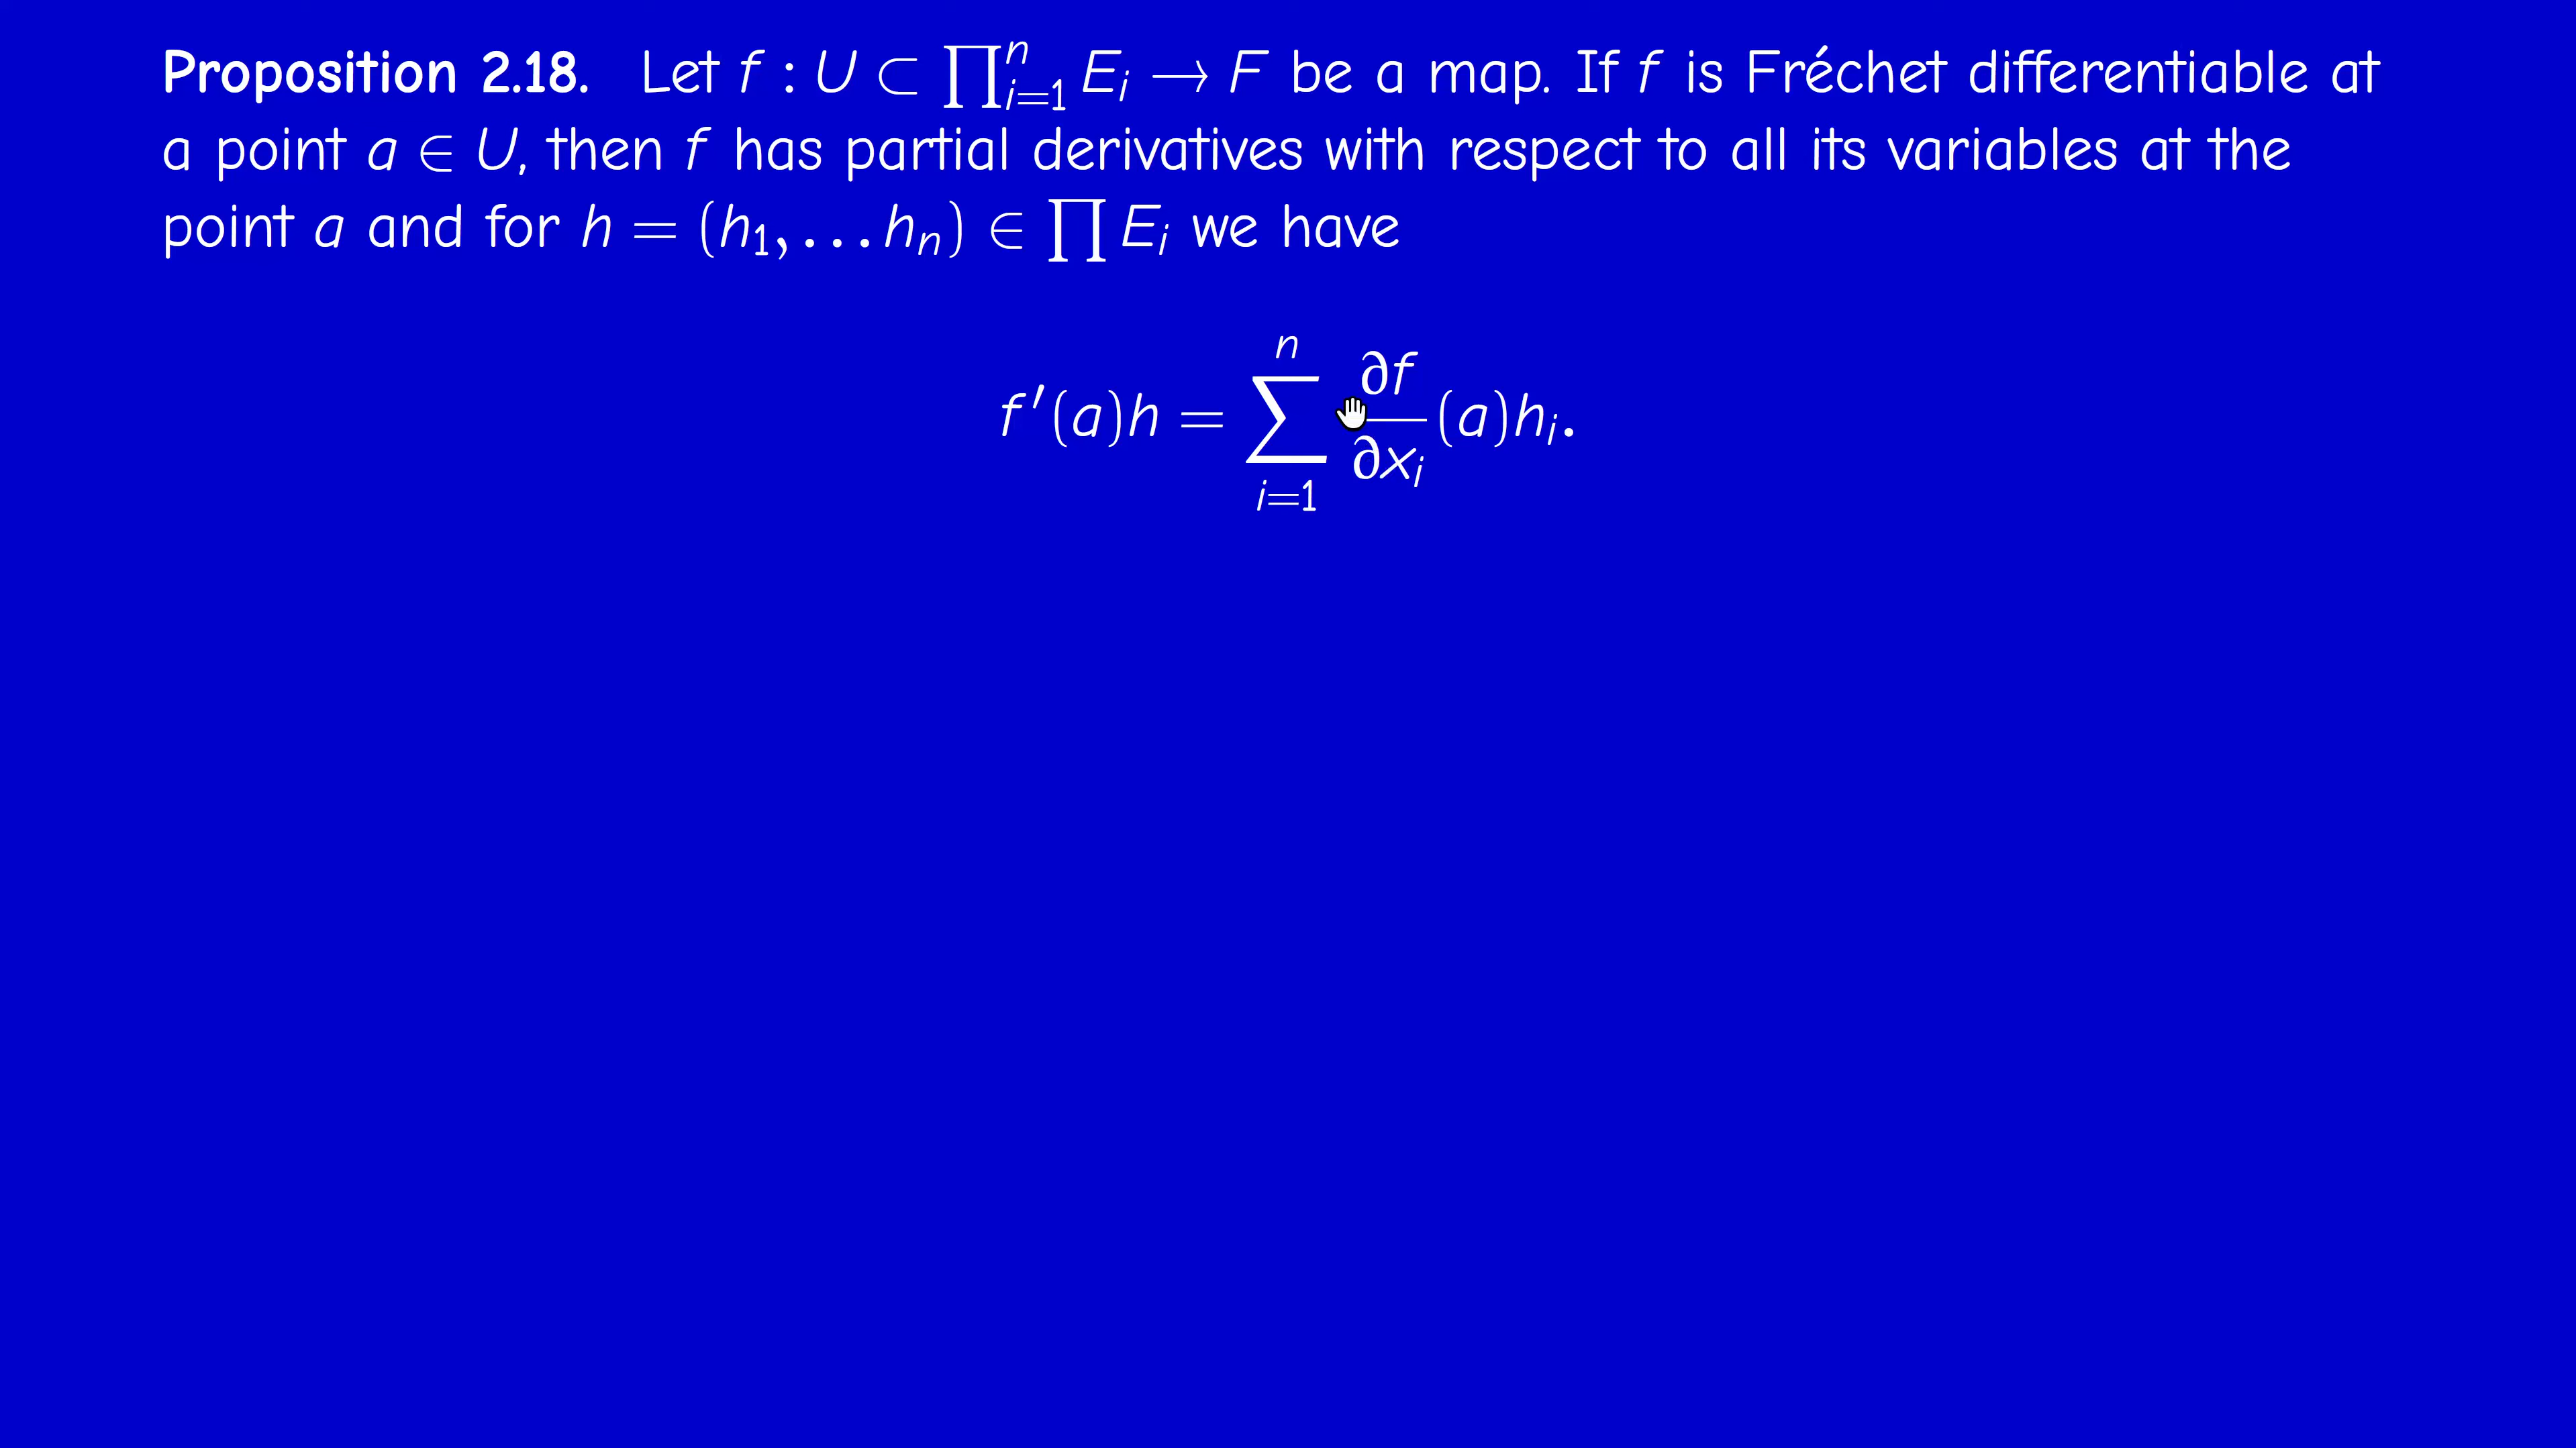 Proposition 2.18. Let f : U ⊂ ∏ⁿᵢ₌₁ Eᵢ → F be a map. If f is Fréchet differentiable at
a point a ∈ U, then f has partial derivatives with respect to all its variables at the
point a and for h = (h₁, … hₙ) ∈ ∏ Eᵢ we have
f′(a)h = ∑ⁿᵢ₌₁ ∂f/∂xᵢ (a)hᵢ.